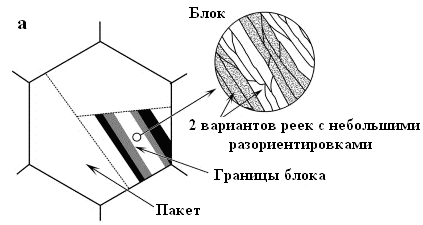 а
Блок
2 вариантов реек с небольшими
разориентировками
Границы блока
Пакет